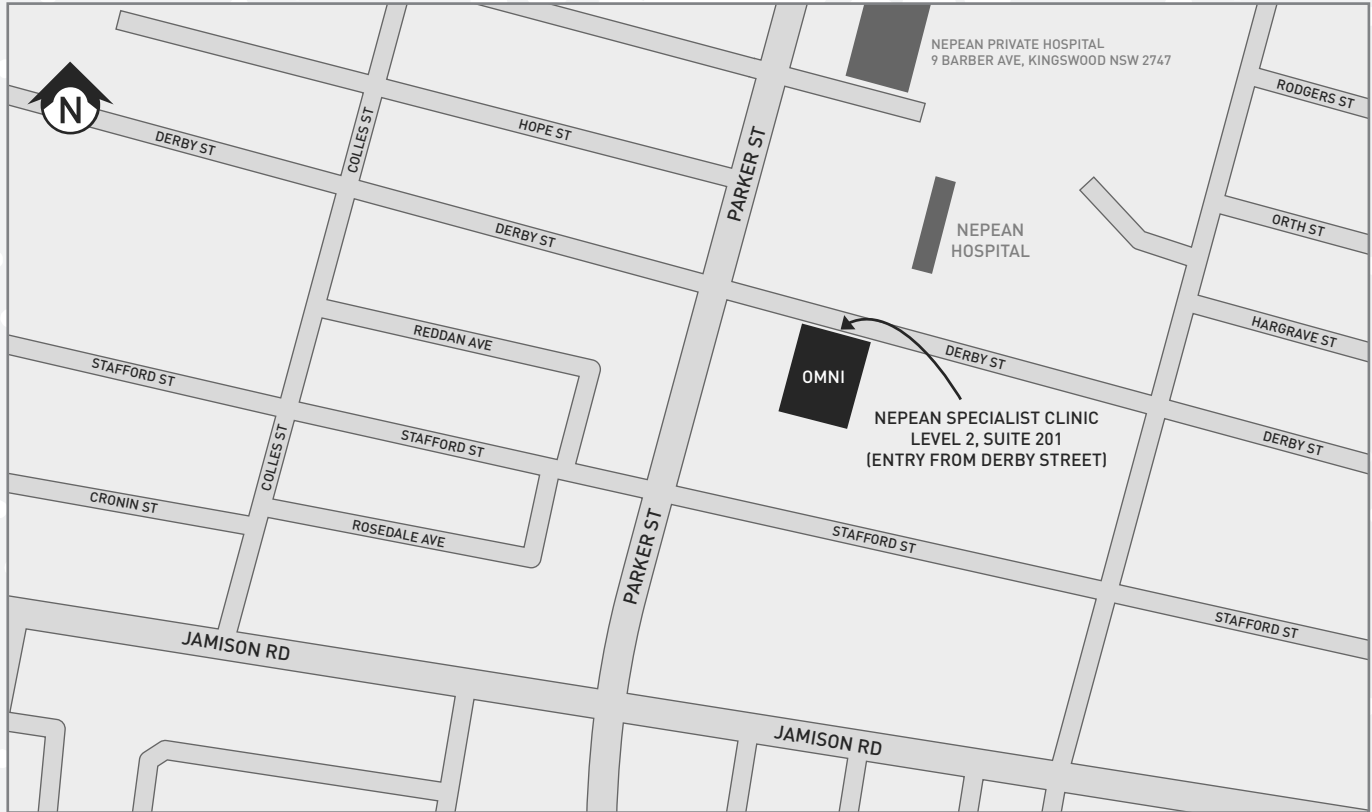 NEPEAN PRIVATE HOSPITAL
9 BARBER AVE, KINGSWOOD NSW 2747
N
RODGERS ST
DERBY ST
COLLES ST
HOPE ST
PARKER ST
ORTH ST
DERBY ST
NEPEAN
HOSPITAL
HARGRAVE ST
REDDAN AVE
DERBY ST
STAFFORD ST
OMNI
NEPEAN SPECIALIST CLINIC
LEVEL 2, SUITE 201
(ENTRY FROM DERBY STREET)
DERBY ST
STAFFORD ST
COLLES ST
CRONIN ST
ROSEDALE AVE
STAFFORD ST
PARKER ST
STAFFORD ST
JAMISON RD
JAMISON RD